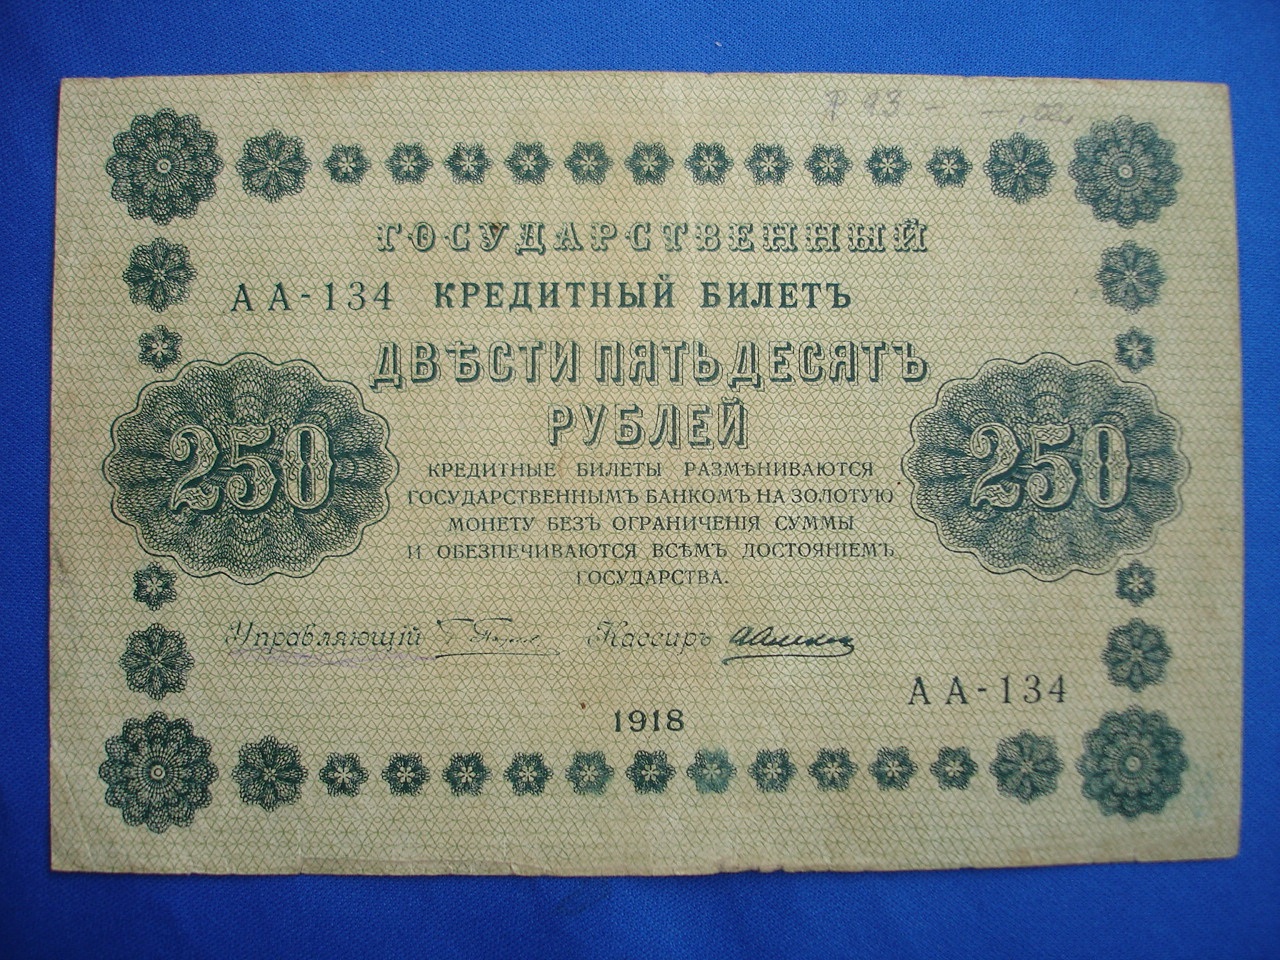 Р 93 -
ГОСУДАРСТВЕННЫЙ
АА-134 КРЕДИТНЫЙ БИЛЕТЪ
ДВѢСТИ ПЯТЬДЕСЯТЪ
РУБЛЕЙ
250 250
КРЕДИТНЫЕ БИЛЕТЫ РАЗМѢНИВАЮТСЯ
ГОСУДАРСТВЕННЫМЪ БАНКОМЪ НА ЗОЛОТУЮ
МОНЕТУ БЕЗЪ ОГРАНИЧЕНІЯ СУММЫ
И ОБЕЗПЕЧИВАЮТСЯ ВСѢМЪ ДОСТОЯНІЕМЪ
ГОСУДАРСТВА.
Управляющій Кассиръ
АА-134
1918